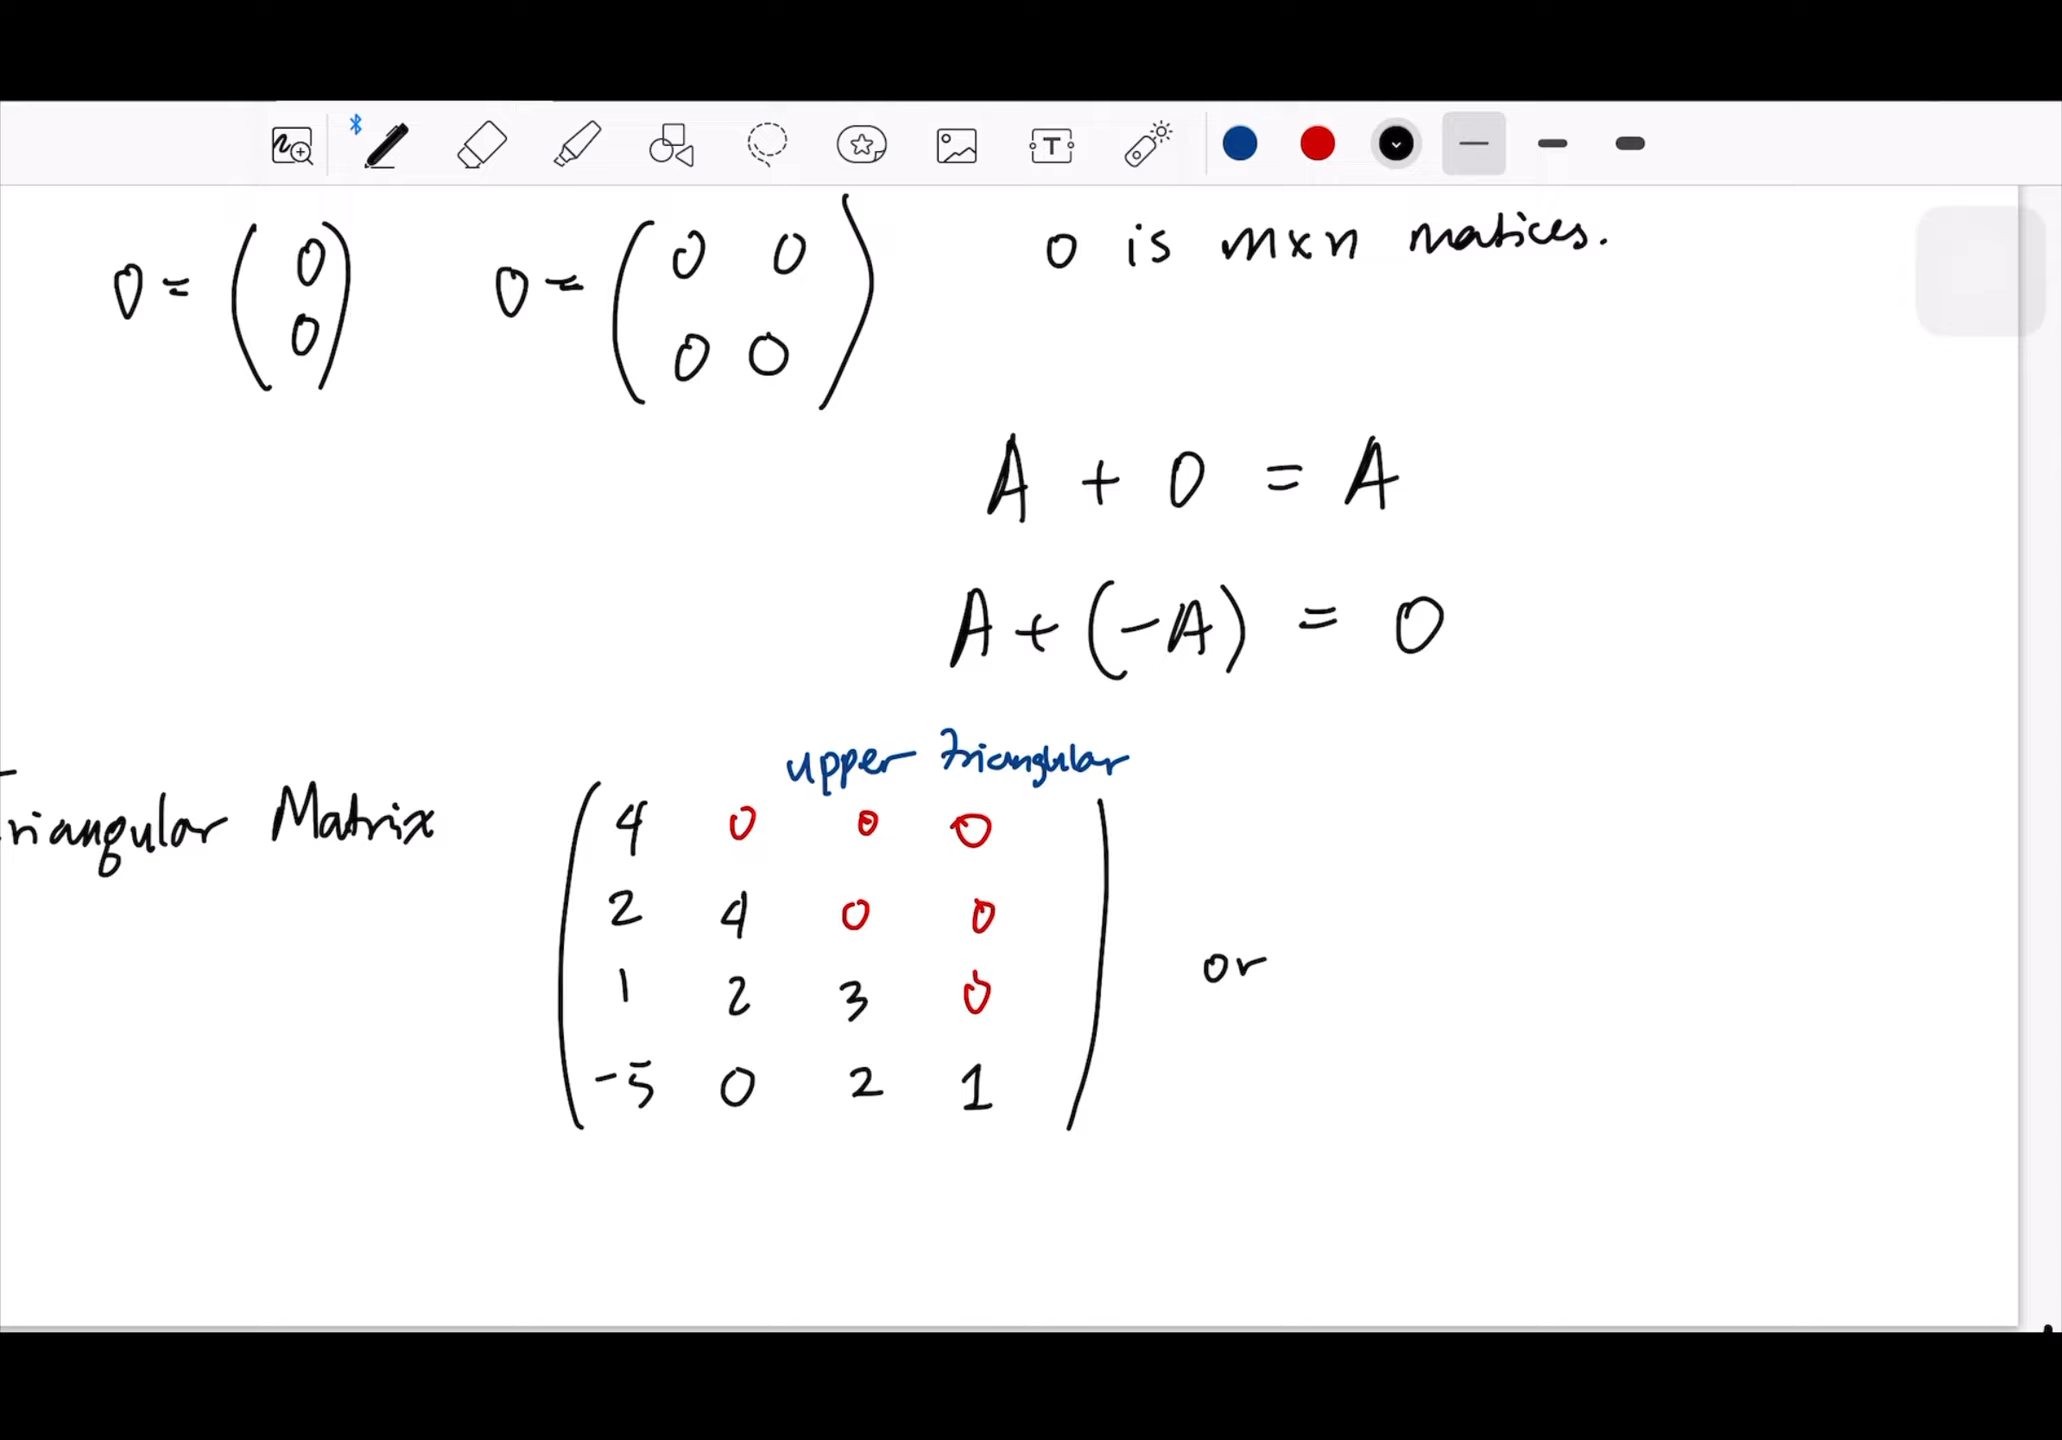 0 = ( 0 0 ) 0 = ( 0 0 0 0 ) 0 is m×n matices.
A + 0 = A
A + (-A) = 0
upper triangular
Triangular Matrix
4 0 0 0
2 4 0 0
1 2 3 0
-5 0 2 1
or